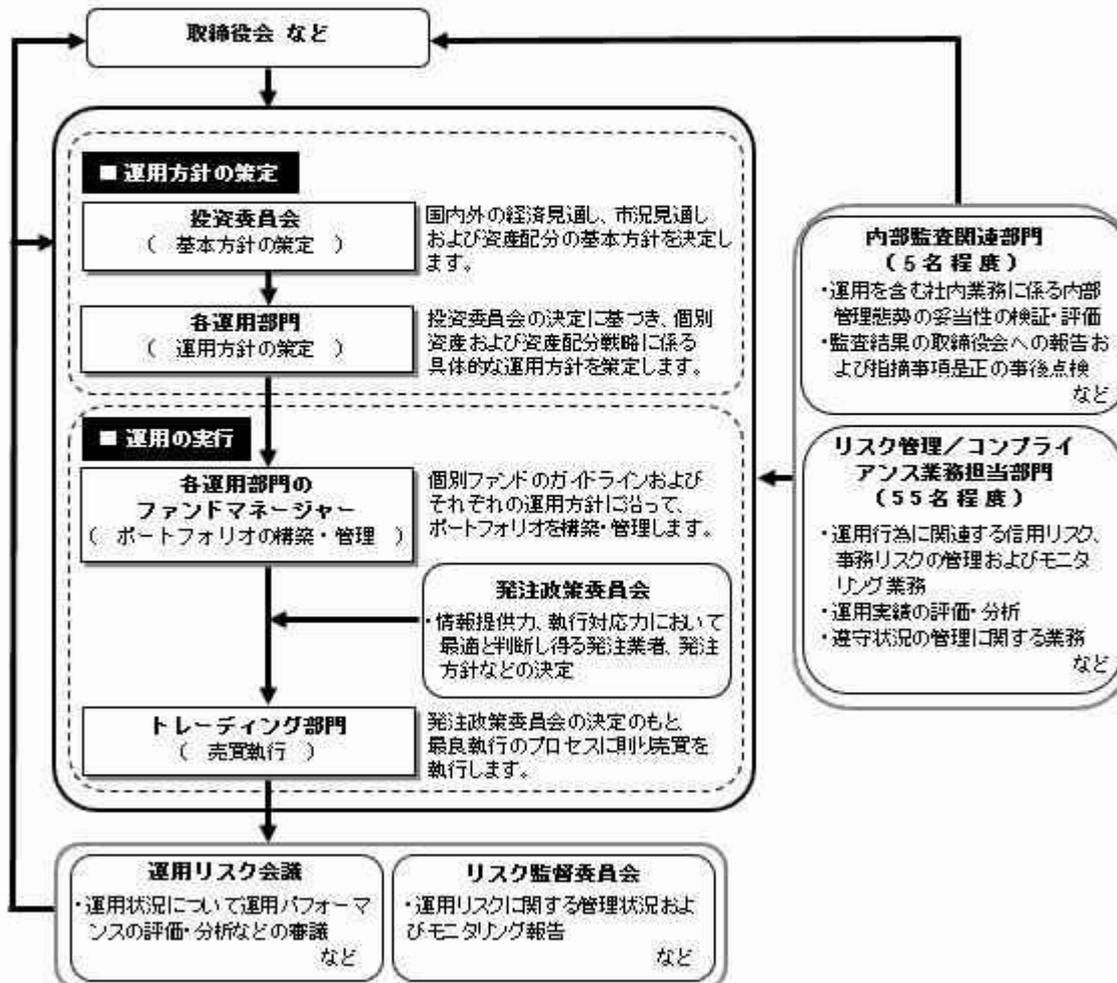 取締役会 など
■ 運用方針の策定
投資委員会
（ 基本方針の策定 ）
国内外の経済見通し、市況見通し
および資産配分の基本方針を決定し
ます。
各運用部門
（ 運用方針の策定 ）
投資委員会の決定に基づき、個別
資産および資産配分戦略に係る
具体的な運用方針を策定します。
■ 運用の実行
各運用部門の
ファンドマネージャー
（ ポートフォリオの構築・管理 ）
個別ファンドのガイドラインおよび
それぞれの運用方針に沿って、
ポートフォリオを構築・管理します。
発注政策委員会
・情報提供力、執行対応力において
最適と判断し得る発注業者、発注
方針などの決定
トレーディング部門
（ 売買執行 ）
発注政策委員会の決定のもと、
最良執行のプロセスに則り売買を
執行します。
内部監査関連部門
（５名程度）
・運用を含む社内業務に係る内部
管理態勢の妥当性の検証・評価
・監査結果の取締役会への報告お
よび指摘事項是正の事後点検
など
リスク管理／コンプライ
アンス業務担当部門
（５５名程度）
・運用行為に関連する信用リスク、
事務リスクの管理およびモニタ
リング業務
・運用実績の評価・分析
・遵守状況の管理に関する業務
など
運用リスク会議
・運用状況について運用パフォーマ
ンスの評価・分析などの審議
など
リスク監督委員会
・運用リスクに関する管理状況およ
びモニタリング報告
など